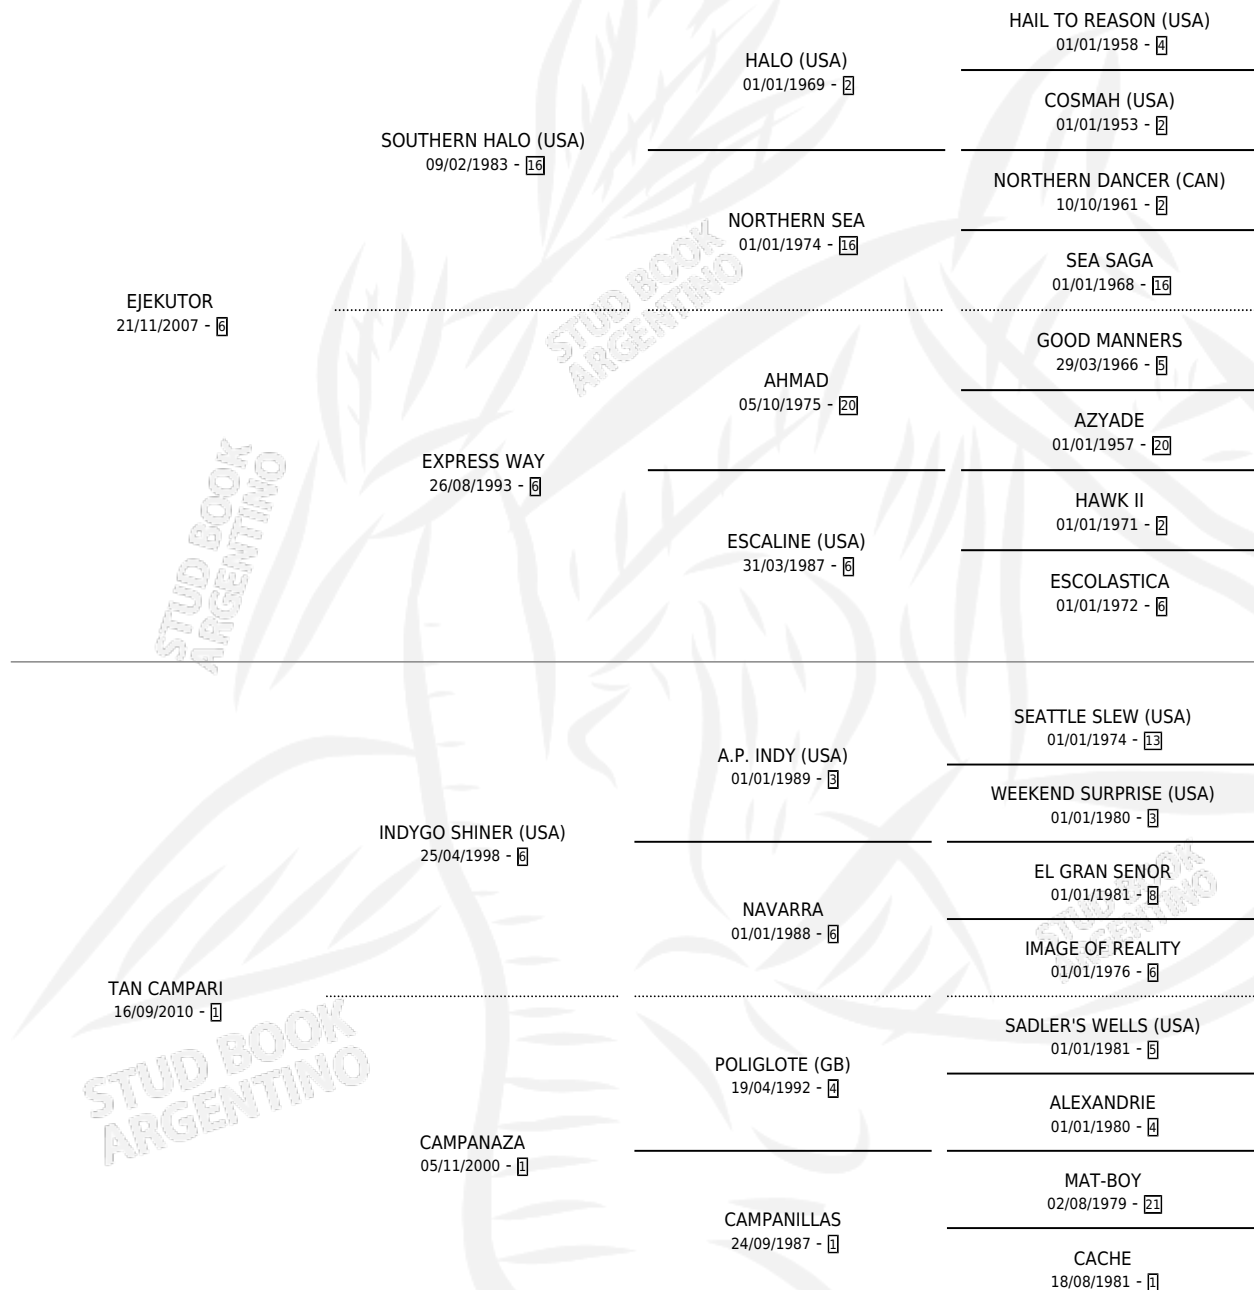 HAIL TO REASON (USA)
01/01/1958 - 4
HALO (USA)
01/01/1969 - 2
COSMAH (USA)
01/01/1953 - 2
SOUTHERN HALO (USA)
09/02/1983 - 16
NORTHERN DANCER (CAN)
10/10/1961 - 2
NORTHERN SEA
01/01/1974 - 16
SEA SAGA
01/01/1968 - 16
EJEKUTOR
21/11/2007 - 6
GOOD MANNERS
29/03/1966 - 5
AHMAD
05/10/1975 - 20
AZYADE
01/01/1957 - 20
EXPRESS WAY
26/08/1993 - 6
HAWK II
01/01/1971 - 2
ESCALINE (USA)
31/03/1987 - 6
ESCOLASTICA
01/01/1972 - 6
STUD BOOK
ARGENTINO
STUD BOOK
ARGENTINO
SEATTLE SLEW (USA)
01/01/1974 - 13
A.P. INDY (USA)
01/01/1989 - 3
WEEKEND SURPRISE (USA)
01/01/1980 - 3
INDYGO SHINER (USA)
25/04/1998 - 6
EL GRAN SENOR
01/01/1981 - 8
NAVARRA
01/01/1988 - 6
IMAGE OF REALITY
01/01/1976 - 6
TAN CAMPARI
16/09/2010 - 1
SADLER'S WELLS (USA)
01/01/1981 - 5
POLIGLOTE (GB)
19/04/1992 - 4
ALEXANDRIE
01/01/1980 - 4
CAMPANAZA
05/11/2000 - 1
MAT-BOY
02/08/1979 - 21
CAMPANILLAS
24/09/1987 - 1
CACHE
18/08/1981 - 1
STUD BOOK
ARGENTINO
STUD BOOK
ARGENTINO